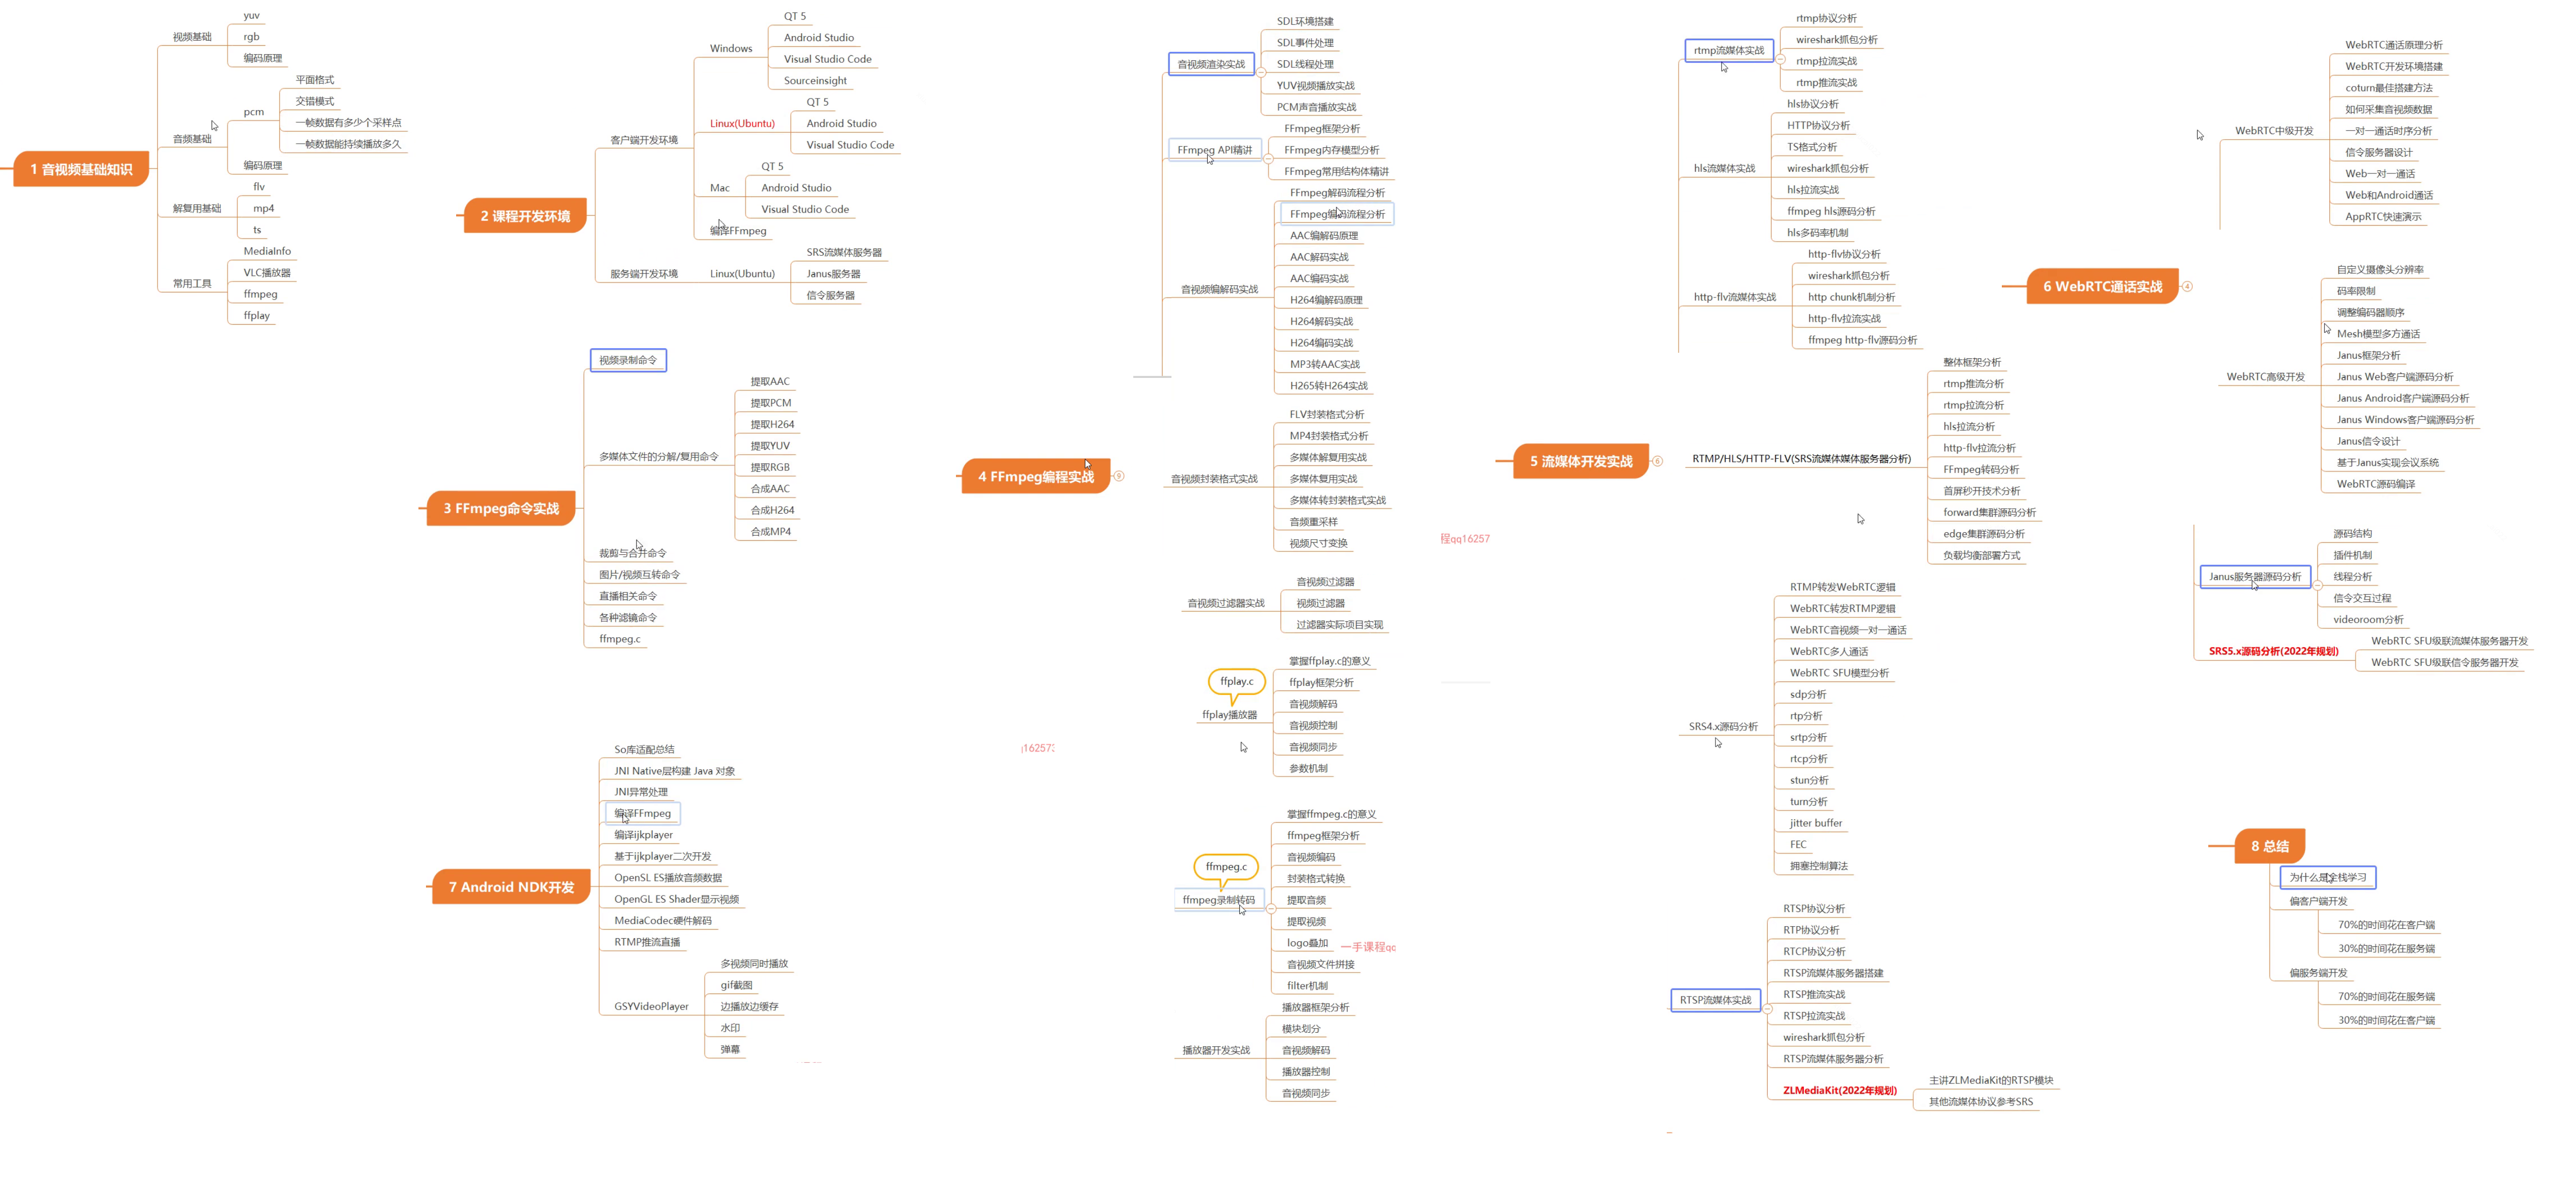 1 音视频基础知识
视频基础
yuv
rgb
编码原理
音频基础
pcm
平面格式
交错模式
一帧数据有多少个采样点
一帧数据能持续播放多久
编码原理
解复用基础
flv
mp4
ts
常用工具
MediaInfo
VLC播放器
ffmpeg
ffplay
2 课程开发环境
客户端开发环境
Windows
QT 5
Android Studio
Visual Studio Code
Sourceinsight
Linux(Ubuntu)
QT 5
Android Studio
Visual Studio Code
Mac
QT 5
Android Studio
Visual Studio Code
编译FFmpeg
服务端开发环境
Linux(Ubuntu)
SRS流媒体服务器
Janus服务器
信令服务器
3 FFmpeg命令实战
视频录制命令
多媒体文件的分解/复用命令
提取AAC
提取PCM
提取H264
提取YUV
提取RGB
合成AAC
合成H264
合成MP4
裁剪与合并命令
图片/视频互转命令
直播相关命令
各种滤镜命令
ffmpeg.c
4 FFmpeg编程实战
音视频渲染实战
SDL环境搭建
SDL事件处理
SDL线程处理
YUV视频播放实战
PCM声音播放实战
FFmpeg API精讲
FFmpeg框架分析
FFmpeg内存模型分析
FFmpeg常用结构体精讲
音视频编解码实战
FFmpeg解码流程分析
FFmpeg编码流程分析
AAC编解码原理
AAC解码实战
AAC编码实战
H264编解码原理
H264解码实战
H264编码实战
MP3转AAC实战
H265转H264实战
音视频封装格式实战
FLV封装格式分析
MP4封装格式分析
多媒体解复用实战
多媒体复用实战
多媒体转封装格式实战
音频重采样
视频尺寸变换
音视频过滤器实战
音视频过滤器
视频过滤器
过滤器实际项目实现
ffplay.c
ffplay播放器
掌握ffplay.c的意义
ffplay框架分析
音视频解码
音视频控制
音视频同步
参数机制
ffmpeg.c
ffmpeg录制转码
掌握ffmpeg.c的意义
ffmpeg框架分析
音视频编码
封装格式转换
提取音频
提取视频
logo叠加
音视频文件拼接
filter机制
一手课程qc
播放器开发实战
播放器框架分析
模块划分
音视频解码
播放器控制
音视频同步
程qq16257
162573
5 流媒体开发实战
6
rtmp流媒体实战
rtmp协议分析
wireshark抓包分析
rtmp拉流实战
rtmp推流实战
hls流媒体实战
hls协议分析
HTTP协议分析
TS格式分析
wireshark抓包分析
hls拉流实战
ffmpeg hls源码分析
hls多码率机制
http-flv流媒体实战
http-flv协议分析
wireshark抓包分析
http chunk机制分析
http-flv拉流实战
ffmpeg http-flv源码分析
RTMP/HLS/HTTP-FLV(SRS流媒体媒体服务器分析)
整体框架分析
rtmp推流分析
rtmp拉流分析
hls拉流分析
http-flv拉流分析
FFmpeg转码分析
首屏秒开技术分析
forward集群源码分析
edge集群源码分析
负载均衡部署方式
SRS4.x源码分析
RTMP转发WebRTC逻辑
WebRTC转发RTMP逻辑
WebRTC音视频一对一通话
WebRTC多人通话
WebRTC SFU模型分析
sdp分析
rtp分析
srtp分析
rtcp分析
stun分析
turn分析
jitter buffer
FEC
拥塞控制算法
RTSP流媒体实战
RTSP协议分析
RTP协议分析
RTCP协议分析
RTSP流媒体服务器搭建
RTSP推流实战
RTSP拉流实战
wireshark抓包分析
RTSP流媒体服务器分析
ZLMediaKit(2022年规划)
主讲ZLMediaKit的RTSP模块
其他流媒体协议参考SRS
6 WebRTC通话实战
4
WebRTC中级开发
WebRTC通话原理分析
WebRTC开发环境搭建
coturn最佳搭建方法
如何采集音视频数据
一对一通话时序分析
信令服务器设计
Web一对一通话
Web和Android通话
AppRTC快速演示
WebRTC高级开发
自定义摄像头分辨率
码率限制
调整编码器顺序
Mesh模型多方通话
Janus框架分析
Janus Web客户端源码分析
Janus Android客户端源码分析
Janus Windows客户端源码分析
Janus信令设计
基于Janus实现会议系统
WebRTC源码编译
Janus服务器源码分析
源码结构
插件机制
线程分析
信令交互过程
videoroom分析
SRS5.x源码分析(2022年规划)
WebRTC SFU级联流媒体服务器开发
WebRTC SFU级联信令服务器开发
7 Android NDK开发
So库适配总结
JNI Native层构建 Java 对象
JNI异常处理
编译FFmpeg
编译ijkplayer
基于ijkplayer二次开发
OpenSL ES播放音频数据
OpenGL ES Shader显示视频
MediaCodec硬件解码
RTMP推流直播
GSYVideoPlayer
多视频同时播放
gif截图
边播放边缓存
水印
弹幕
8 总结
为什么是全栈学习
偏客户端开发
70%的时间花在客户端
30%的时间花在服务端
偏服务端开发
70%的时间花在服务端
30%的时间花在客户端